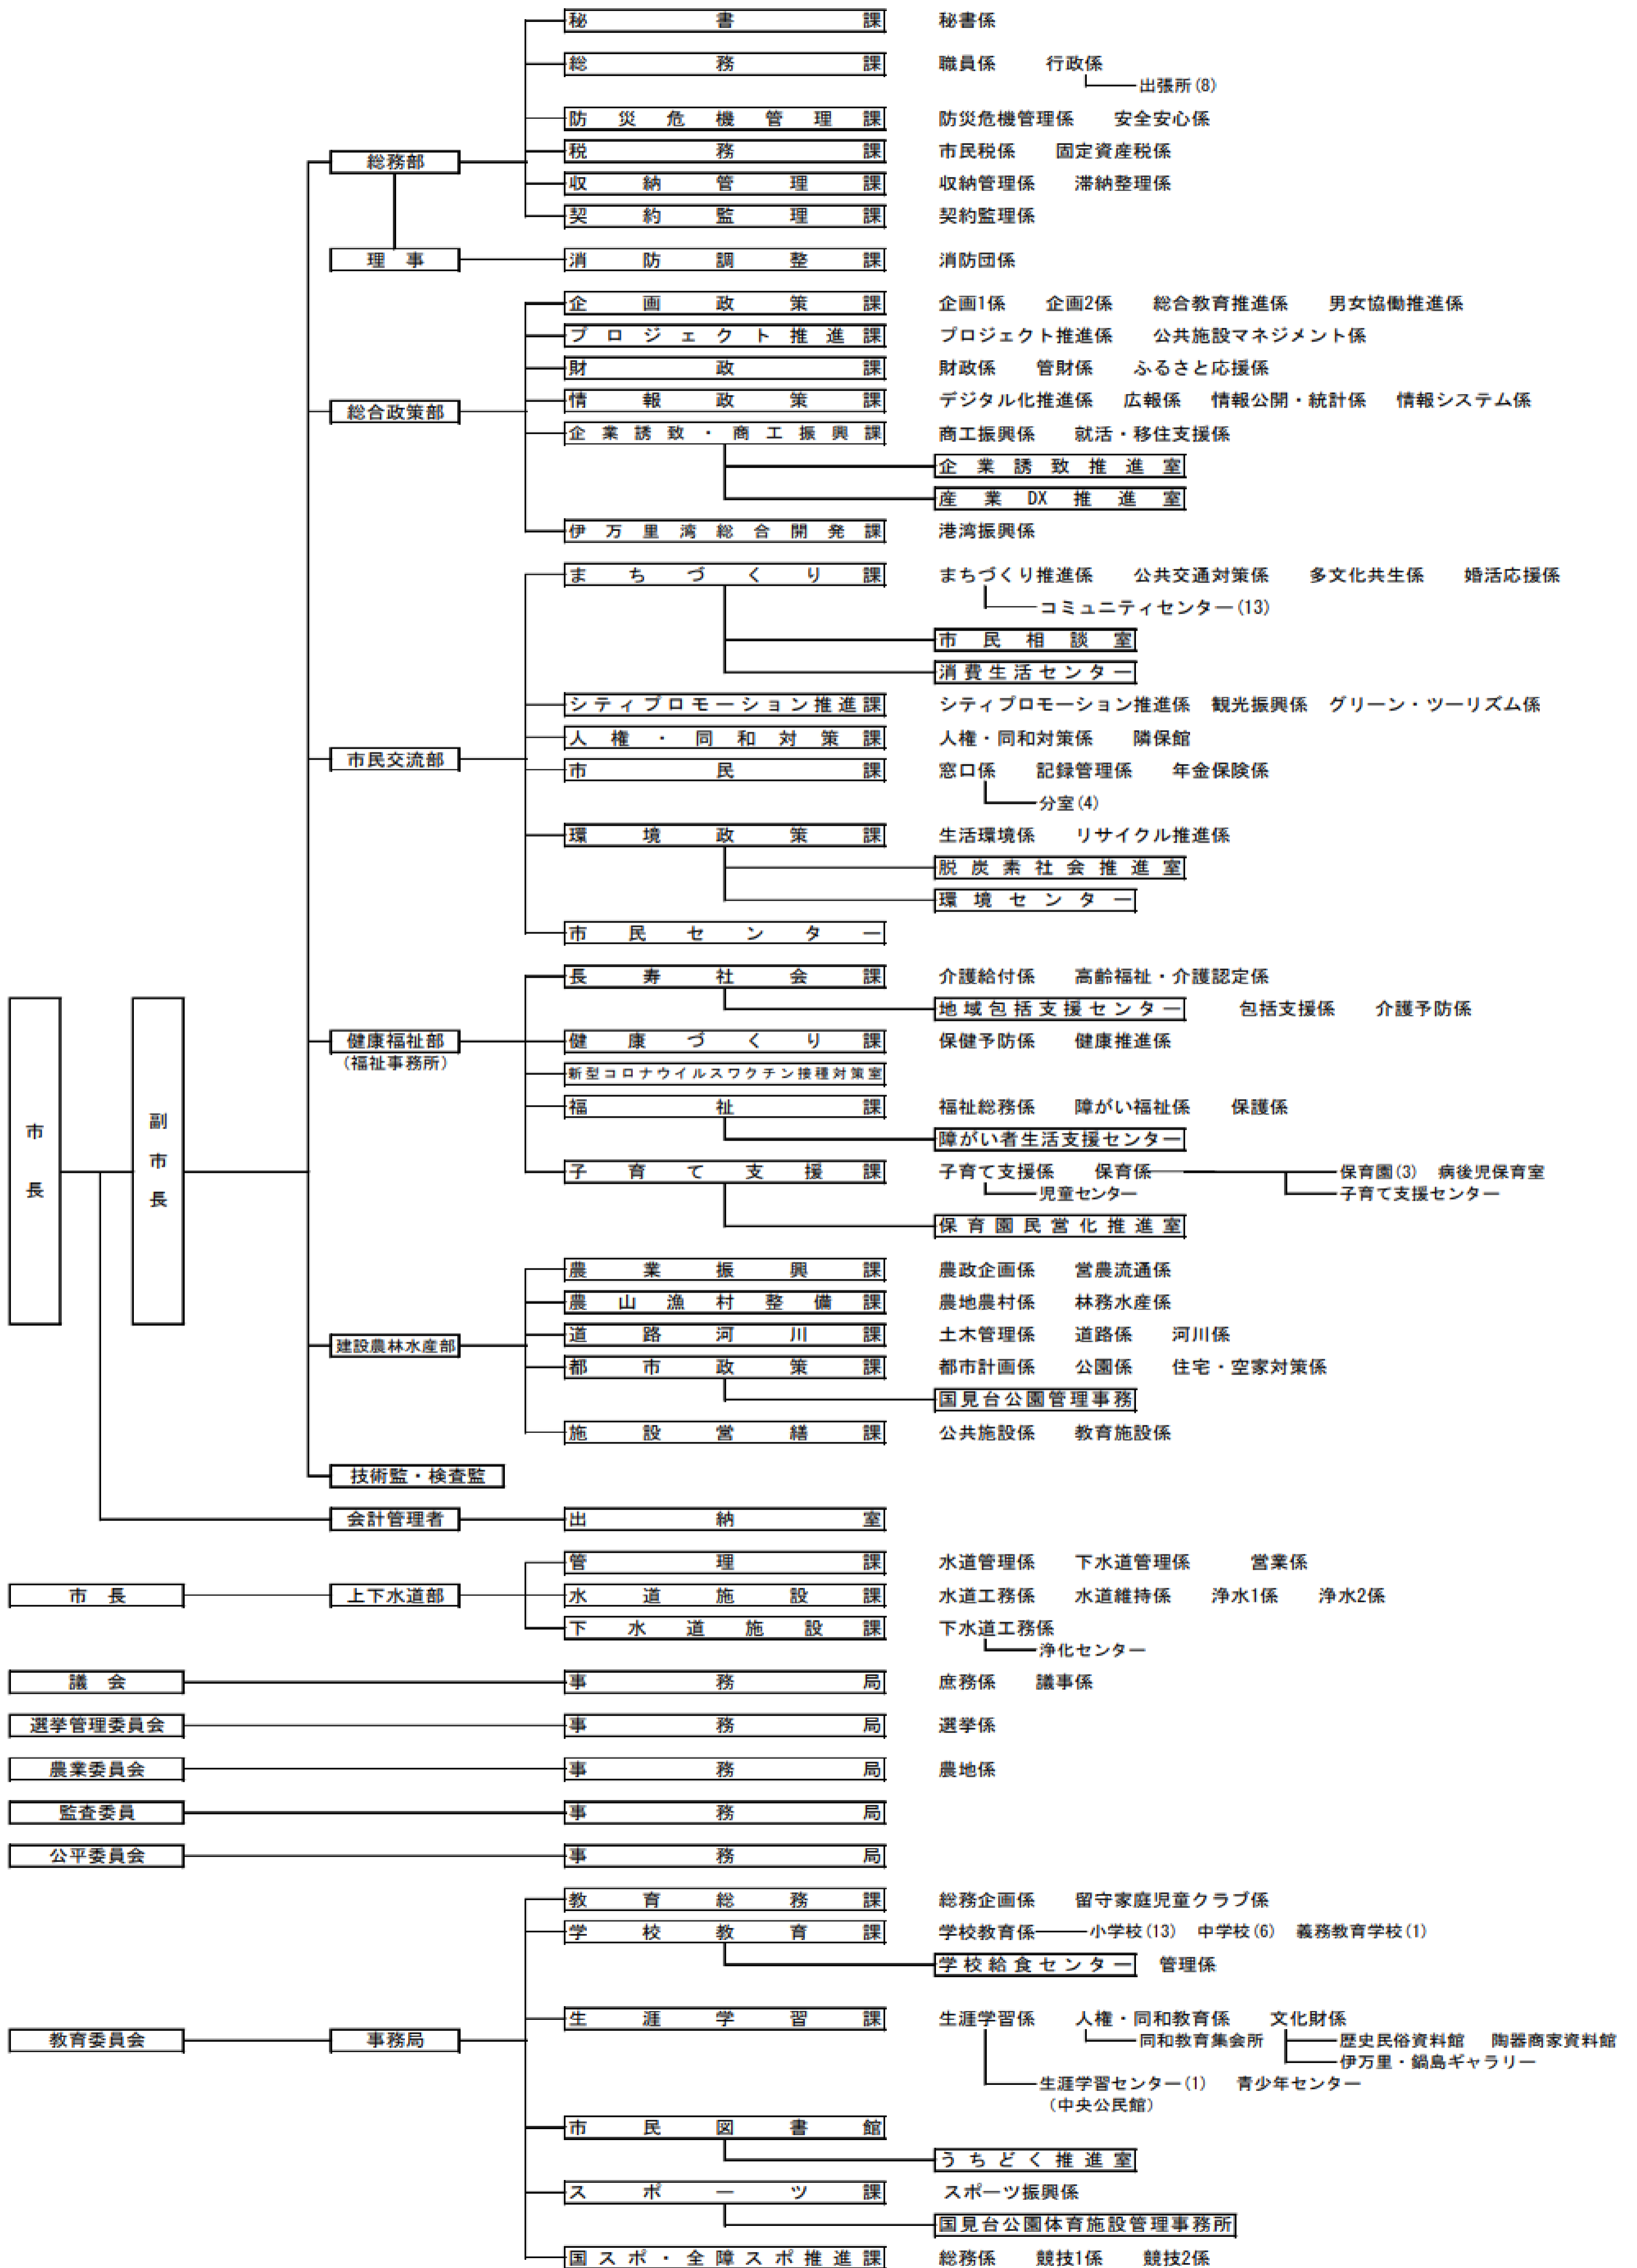 秘書課 秘書係
総務課 職員係 行政係
出張所(8)
防災危機管理課 防災危機管理係 安全安心係
税務課 市民税係 固定資産税係
総務部
収納管理課 収納管理係 滞納整理係
契約監理課 契約監理係
理事 消防調整課 消防団係
企画政策課 企画1係 企画2係 総合教育推進係 男女協働推進係
プロジェクト推進課 プロジェクト推進係 公共施設マネジメント係
財政課 財政係 管財係 ふるさと応援係
情報政策課 デジタル化推進係 広報係 情報公開・統計係 情報システム係
総合政策部
企業誘致・商工振興課 商工振興係 就活・移住支援係
企業誘致推進室
産業DX推進室
伊万里湾総合開発課 港湾振興係
まちづくり課 まちづくり推進係 公共交通対策係 多文化共生係 婚活応援係
コミュニティセンター(13)
市民相談室
消費生活センター
シティプロモーション推進課 シティプロモーション推進係 観光振興係 グリーン・ツーリズム係
人権・同和対策課 人権・同和対策係 隣保館
市民交流部
市民課 窓口係 記録管理係 年金保険係
分室(4)
環境政策課 生活環境係 リサイクル推進係
脱炭素社会推進室
環境センター
市民センター
長寿社会課 介護給付係 高齢福祉・介護認定係
地域包括支援センター 包括支援係 介護予防係
健康福祉部 健康づくり課 保健予防係 健康推進係
(福祉事務所)
新型コロナウイルスワクチン接種対策室
福祉課 福祉総務係 障がい福祉係 保護係
障がい者生活支援センター
市長 副市長
子育て支援課 子育て支援係 保育係 保育園(3) 病後児保育室
児童センター 子育て支援センター
保育園民営化推進室
農業振興課 農政企画係 営農流通係
農山漁村整備課 農地農村係 林務水産係
道路河川課 土木管理係 道路係 河川係
建設農林水産部
都市政策課 都市計画係 公園係 住宅・空家対策係
国見台公園管理事務
施設営繕課 公共施設係 教育施設係
技術監・検査監
会計管理者 出納室
管理課 水道管理係 下水道管理係 営業係
市長 上下水道部 水道施設課 水道工務係 水道維持係 浄水1係 浄水2係
下水道施設課 下水道工務係
浄化センター
議会 事務局 庶務係 議事係
選挙管理委員会 事務局 選挙係
農業委員会 事務局 農地係
監査委員 事務局
公平委員会 事務局
教育総務課 総務企画係 留守家庭児童クラブ係
学校教育課 学校教育係 小学校(13) 中学校(6) 義務教育学校(1)
学校給食センター 管理係
生涯学習課 生涯学習係 人権・同和教育係 文化財係
教育委員会 事務局 同和教育集会所 歴史民俗資料館 陶器商家資料館
伊万里・鍋島ギャラリー
生涯学習センター(1) 青少年センター
(中央公民館)
市民図書館
うちどく推進室
スポーツ課 スポーツ振興係
国見台公園体育施設管理事務所
国スポ・全障スポ推進課 総務係 競技1係 競技2係